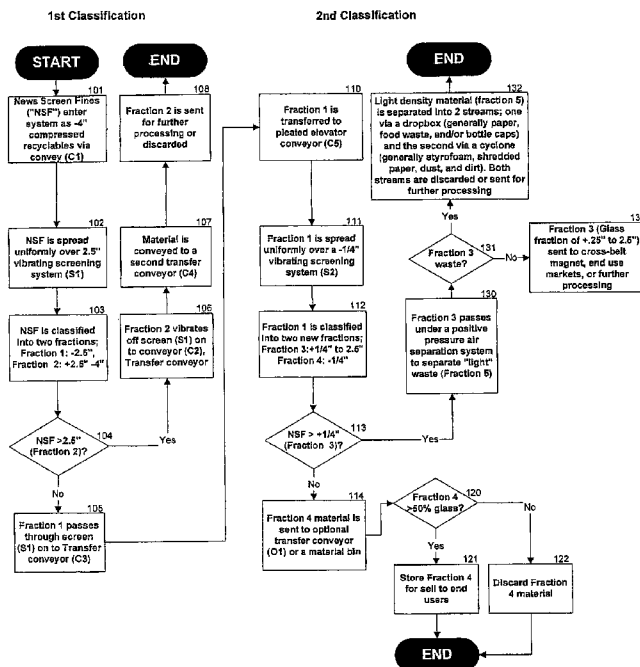 1st Classification
START
101
News Screen Fines
("NSF") enter
system as -4"
compressed
recyclables via
convey (C1)
102
NSF is spread
uniformly over 2.5"
vibrating screening
system (S1)
103
NSF is classified
into two fractions;
Fraction 1: -2.5",
Fraction 2: +2.5" -4"
104
NSF >2.5"
(Fraction 2)?
Yes
No
105
Fraction 1 passes
through screen
(S1) on to Transfer
conveyor (C3)
END
108
Fraction 2 is sent
for further
processing or
discarded
107
Material is
conveyed to a
second transfer
conveyor (C4)
106
Fraction 2 vibrates
off screen (S1) on
to conveyor (C2),
Transfer conveyor
2nd Classification
110
Fraction 1 is
transferred to
pleated elevator
conveyor (C5)
111
Fraction 1 is spread
uniformly over a -1/4"
vibrating screening
system (S2)
112
Fraction 1 is classified
into two new fractions;
Fraction 3:+1/4" to 2.5"
Fraction 4: -1/4"
113
NSF > +1/4"
(Fraction 3)?
Yes
No
114
Fraction 4 material is
sent to optional
transfer conveyor
(O1) or a material bin
END
132
Light density material (fraction 5)
is separated into 2 streams; one
via a dropbox (generally paper,
food waste, and/or bottle caps)
and the second via a cyclone
(generally styrofoam, shredded
paper, dust, and dirt). Both
streams are discarded or sent for
further processing
Yes
131
Fraction 3
waste?
No
13
Fraction 3 (Glass
fraction of +.25" to 2.5")
sent to cross-belt
magnet, end use
markets, or further
processing
130
Fraction 3 passes
under a positive
pressure air
separation system
to separate "light"
waste (Fraction 5)
120
Fraction 4
>50% glass?
No
Yes
121
Store Fraction 4
for sell to end
users
122
Discard Fraction
4 material
END